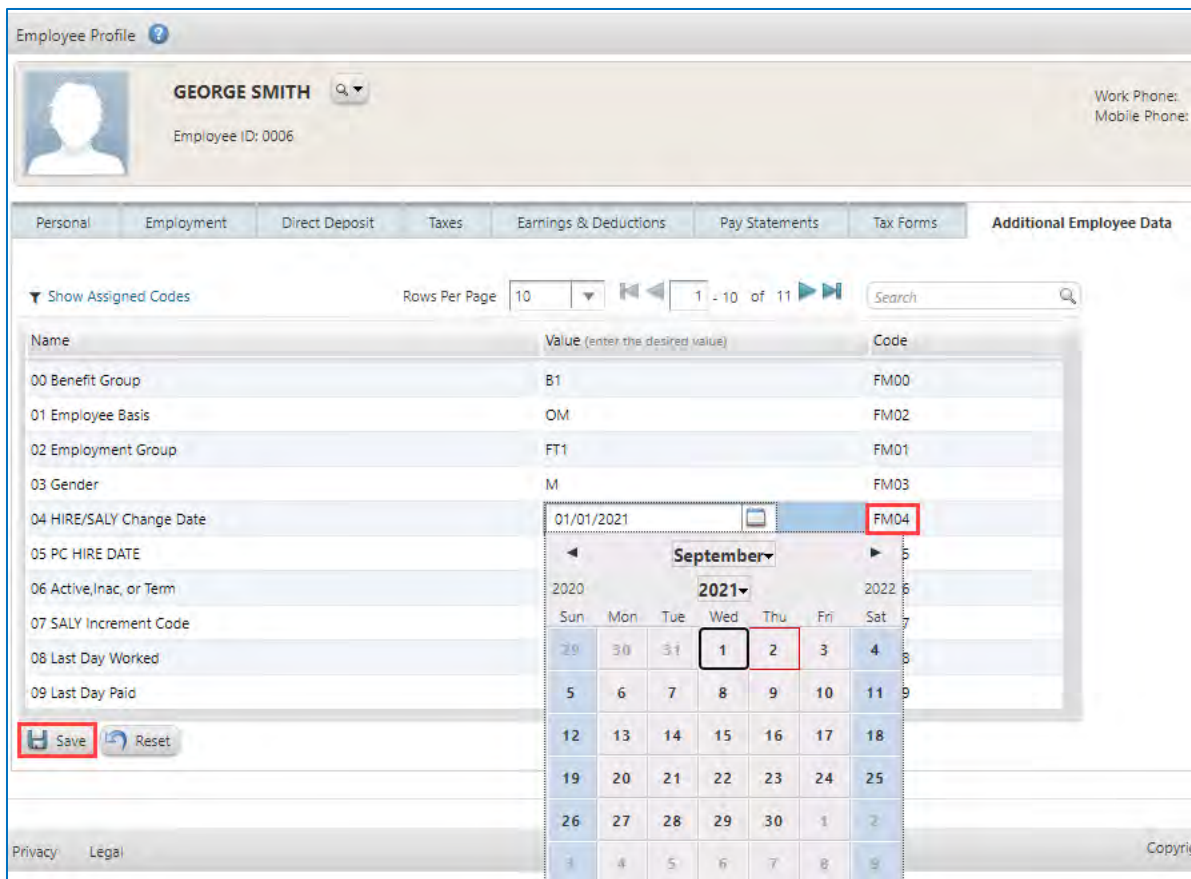 Employee Profile ?
GEORGE SMITH
Employee ID: 0006
Work Phone:
Mobile Phone:
Personal Employment Direct Deposit Taxes Earnings & Deductions Pay Statements Tax Forms Additional Employee Data
Show Assigned Codes Rows Per Page 10 1 - 10 of 11 Search
Name Value (enter the desired value) Code
00 Benefit Group B1 FM00
01 Employee Basis OM FM02
02 Employment Group FT1 FM01
03 Gender M FM03
04 HIRE/SALY Change Date 01/01/2021 FM04
05 PC HIRE DATE September 5
06 Active,Inac, or Term 2020 2021 2022 6
Sun Mon Tue Wed Thu Fri Sat
07 SALY Increment Code 7
08 Last Day Worked 29 30 31 1 2 3 4 8
09 Last Day Paid 5 6 7 8 9 10 11 9
Save Reset 12 13 14 15 16 17 18
19 20 21 22 23 24 25
26 27 28 29 30 1 2
Privacy Legal 3 4 5 6 7 8 9 Copyri